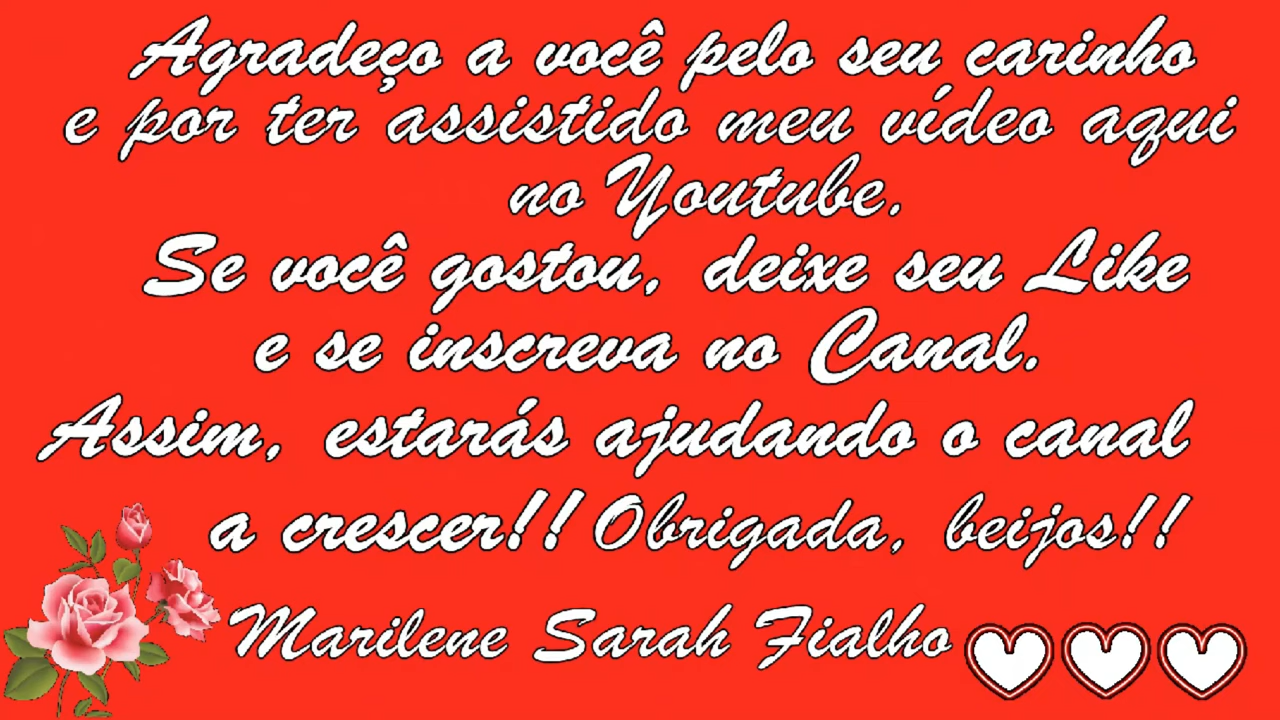 Agradeço a você pelo seu carinho
e por ter assistido meu vídeo aqui
no Youtube.
Se você gostou, deixe seu Like
e se inscreva no Canal.
Assim, estarás ajudando o canal
a crescer!! Obrigada, beijos!!
Marilene Sarah Fialho